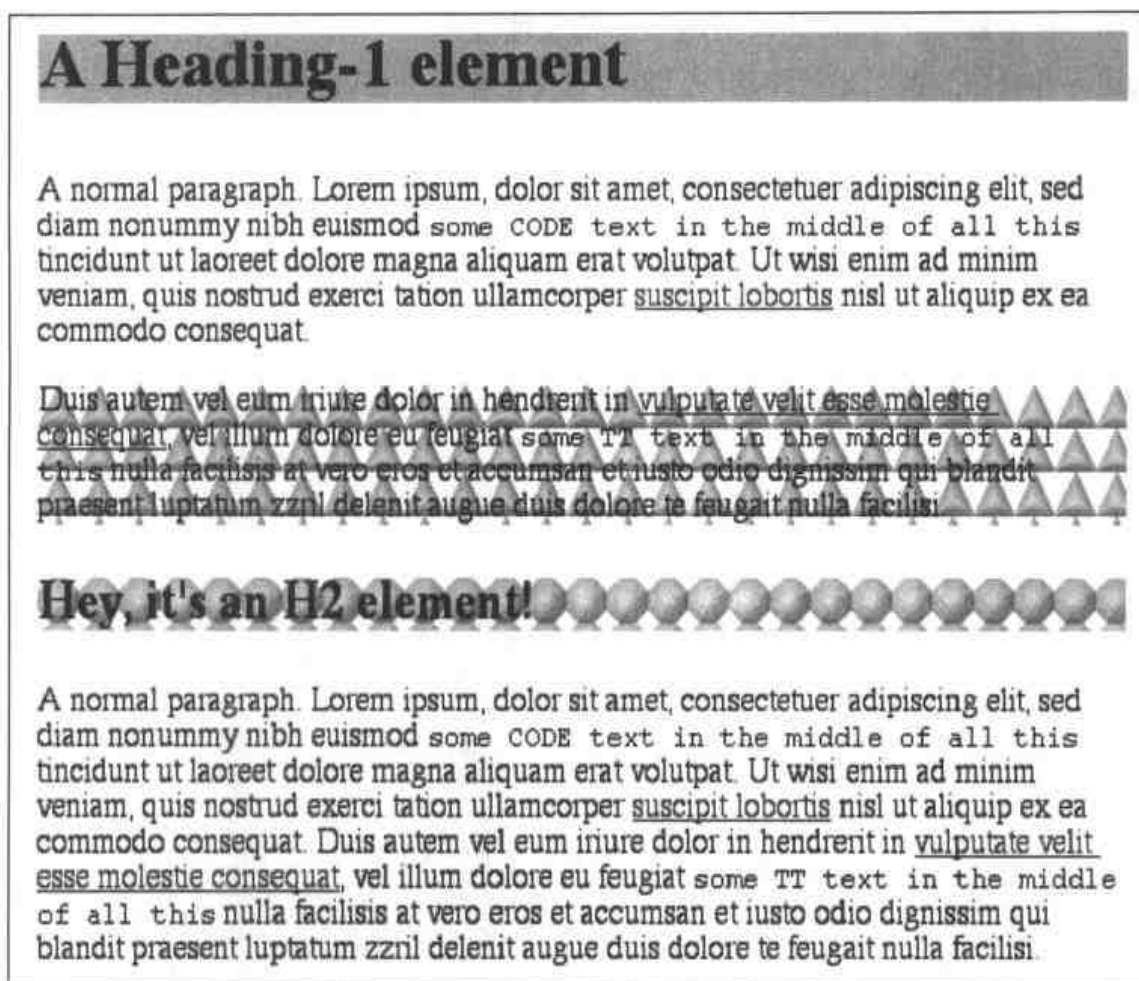 A Heading-1 element
A normal paragraph. Lorem ipsum, dolor sit amet, consectetuer adipiscing elit, sed
diam nonummy nibh euismod some CODE text in the middle of all this
tincidunt ut laoreet dolore magna aliquam erat volutpat. Ut wisi enim ad minim
veniam, quis nostrud exerci tation ullamcorper suscipit lobortis nisl ut aliquip ex ea
commodo consequat.
Duis autem vel eum iriure dolor in hendrerit in vulputate velit esse molestie
consequat, vel illum dolore eu feugiat some TT text in the middle of all
this nulla facilisis at vero eros et accumsan et iusto odio dignissim qui blandit
praesent luptatum zzril delenit augue duis dolore te feugait nulla facilisi.
Hey, it's an H2 element!
A normal paragraph. Lorem ipsum, dolor sit amet, consectetuer adipiscing elit, sed
diam nonummy nibh euismod some CODE text in the middle of all this
tincidunt ut laoreet dolore magna aliquam erat volutpat. Ut wisi enim ad minim
veniam, quis nostrud exerci tation ullamcorper suscipit lobortis nisl ut aliquip ex ea
commodo consequat. Duis autem vel eum iriure dolor in hendrerit in vulputate velit
esse molestie consequat, vel illum dolore eu feugiat some TT text in the middle
of all this nulla facilisis at vero eros et accumsan et iusto odio dignissim qui
blandit praesent luptatum zzril delenit augue duis dolore te feugait nulla facilisi.